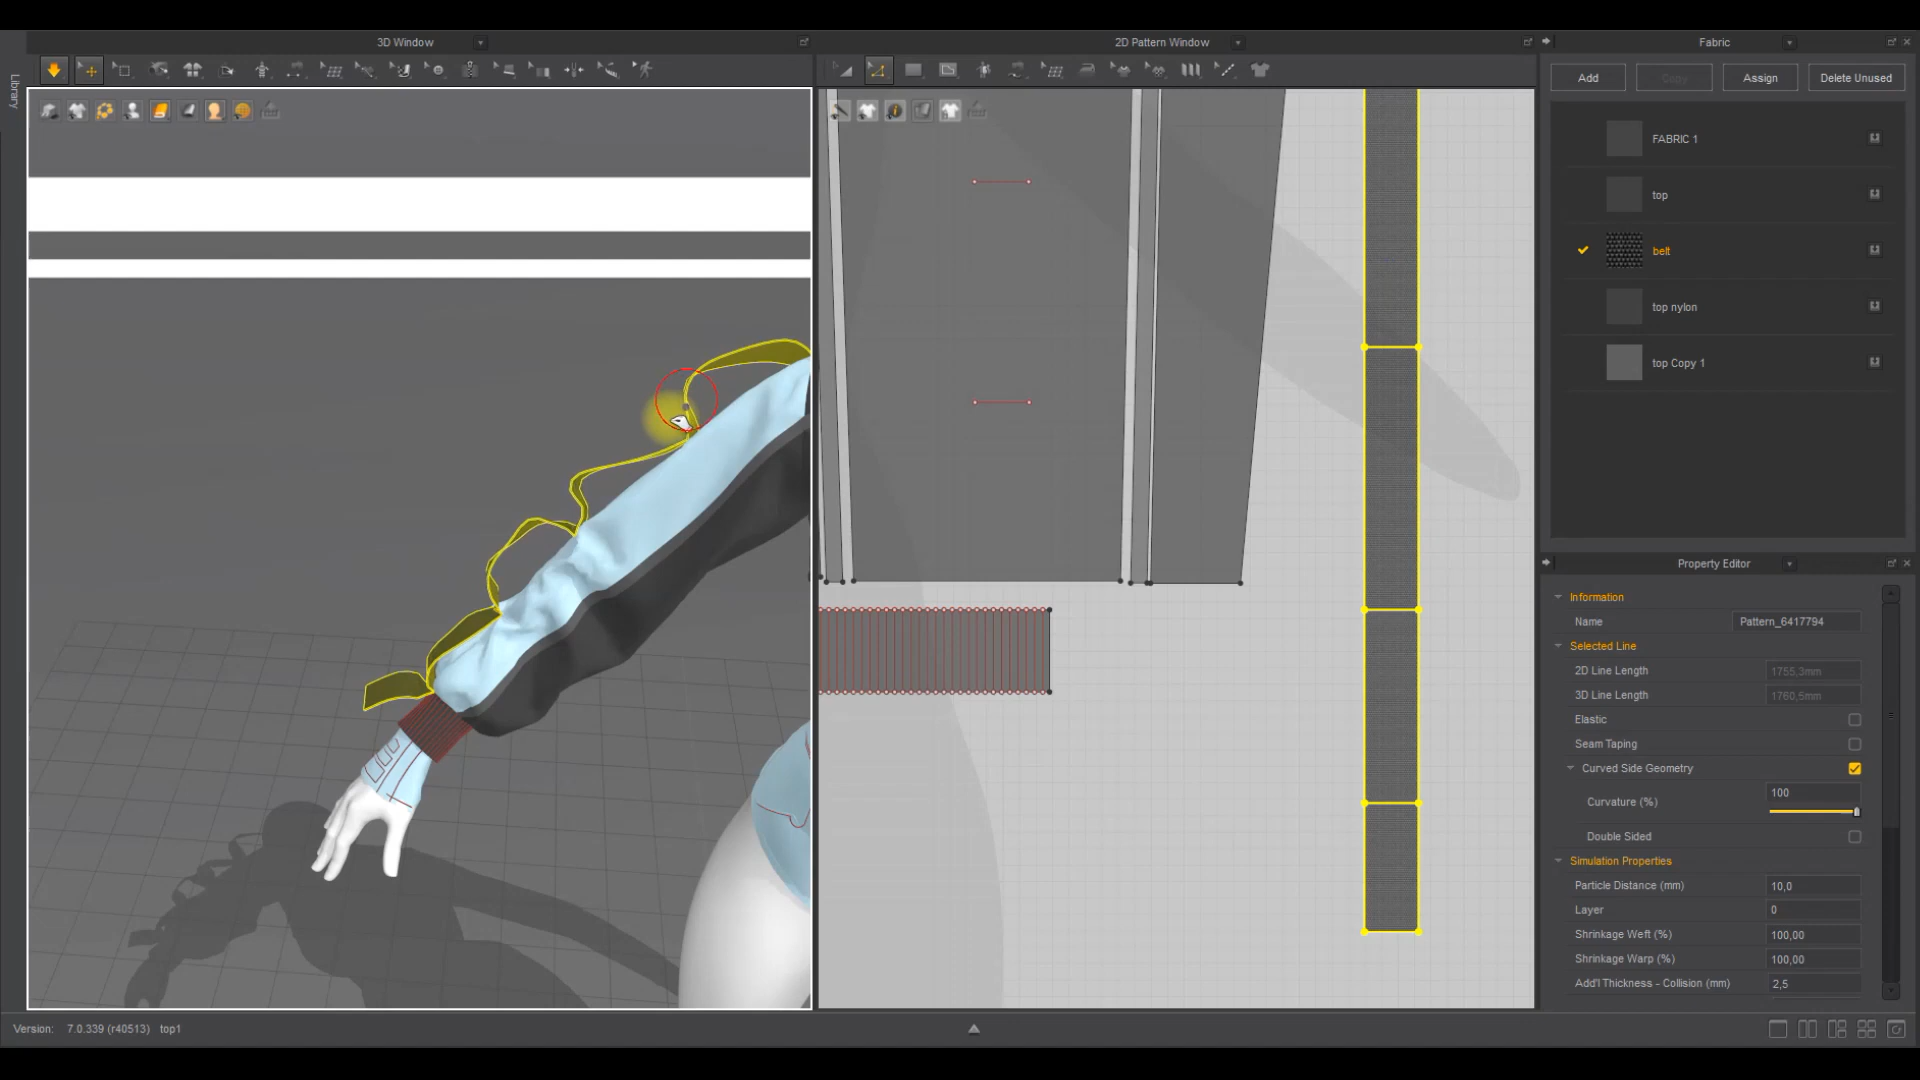 3D Window
2D Pattern Window
Fabric
Library
Add
Copy
Assign
Delete Unused
FABRIC 1
top
belt
top nylon
top Copy 1
Property Editor
Information
Name
Pattern_6417794
Selected Line
2D Line Length
1755,3mm
3D Line Length
1760,5mm
Elastic
Seam Taping
Curved Side Geometry
Curvature (%)
100
Double Sided
Simulation Properties
Particle Distance (mm)
10,0
Layer
0
Shrinkage Weft (%)
100,00
Shrinkage Warp (%)
100,00
Add'l Thickness - Collision (mm)
2,5
Version: 7.0.339 (r40513) top1